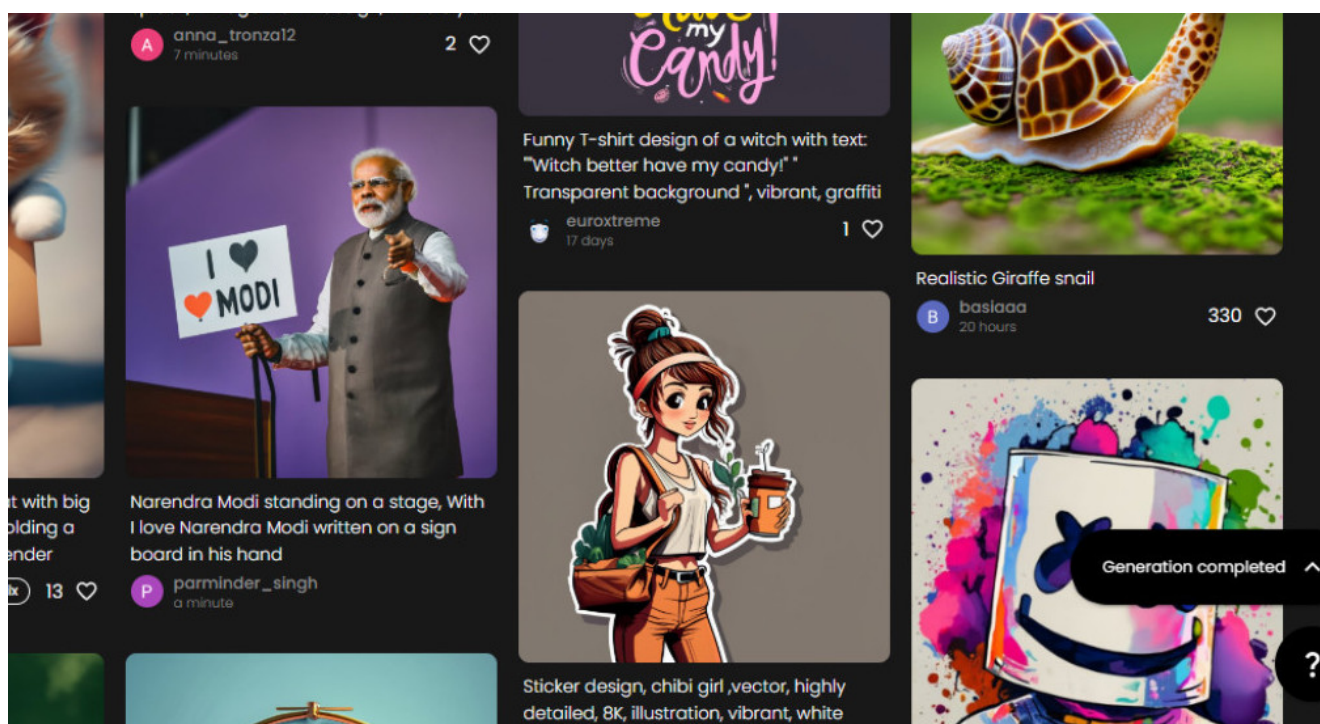 anna_tronza12
7 minutes
2
A
I
MODI
Narendra Modi standing on a stage, With
I love Narendra Modi written on a sign
board in his hand
P
parminder_singh
a minute
at with big
olding a
ender
13
my
Candy!
Funny T-shirt design of a witch with text:
"'Witch better have my candy!" "
Transparent background ", vibrant, graffiti
euroxtreme
17 days
1
Sticker design, chibi girl ,vector, highly
detailed, 8K, illustration, vibrant, white
Realistic Giraffe snail
B
basiaaa
20 hours
330
Generation completed
?